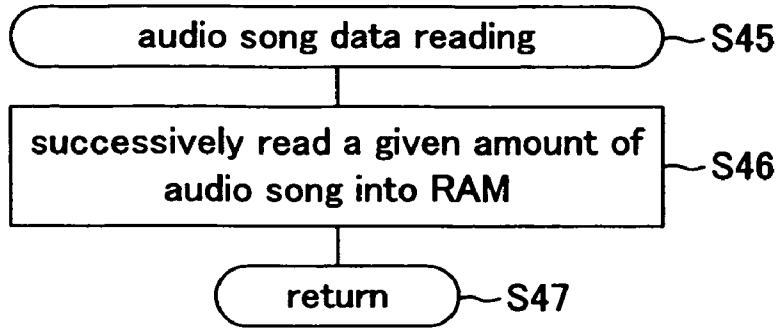 audio song data reading
S45
successively read a given amount of
audio song into RAM
S46
return
S47